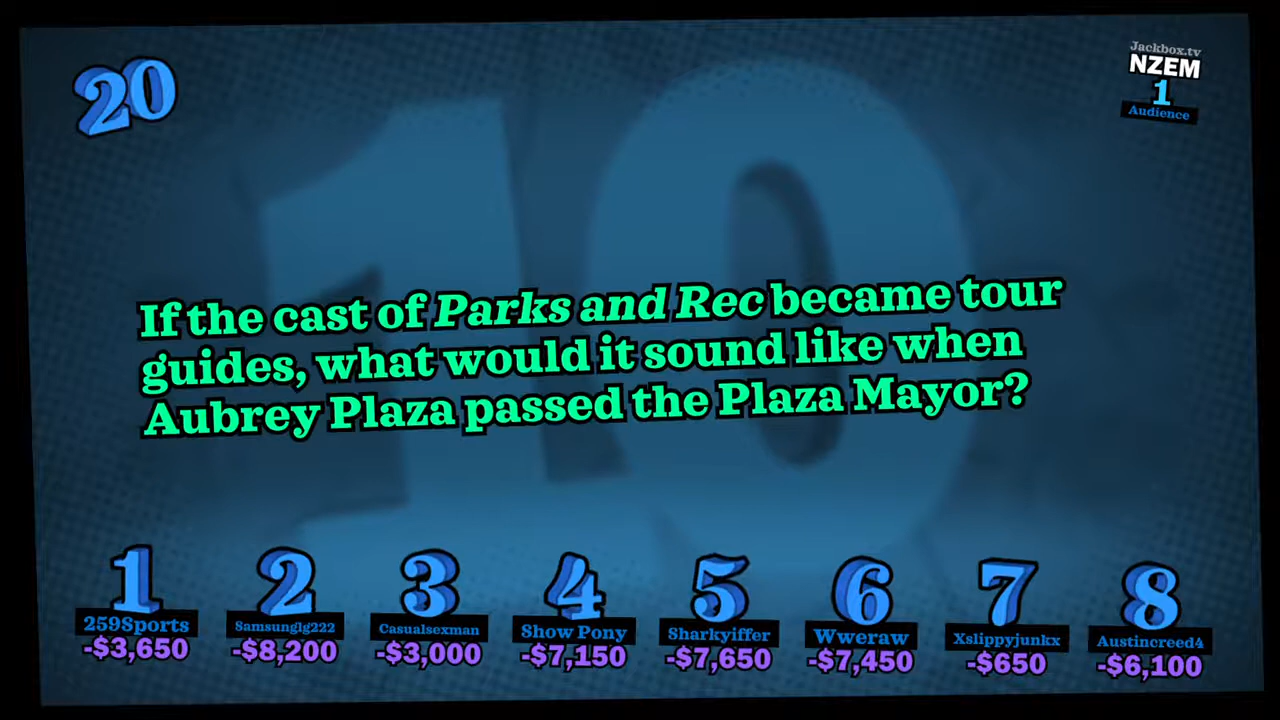 20
Jackbox.tv
NZEM
1
Audience
10
If the cast of Parks and Rec became tour
guides, what would it sound like when
Aubrey Plaza passed the Plaza Mayor?
1 2 3 4 5 6 7 8
259Sports Samsunglg222 Casualsexman Show Pony Sharkyiffer Wweraw Xslippyjunkx Austincreed4
-$3,650 -$8,200 -$3,000 -$7,150 -$7,650 -$7,450 -$650 -$6,100